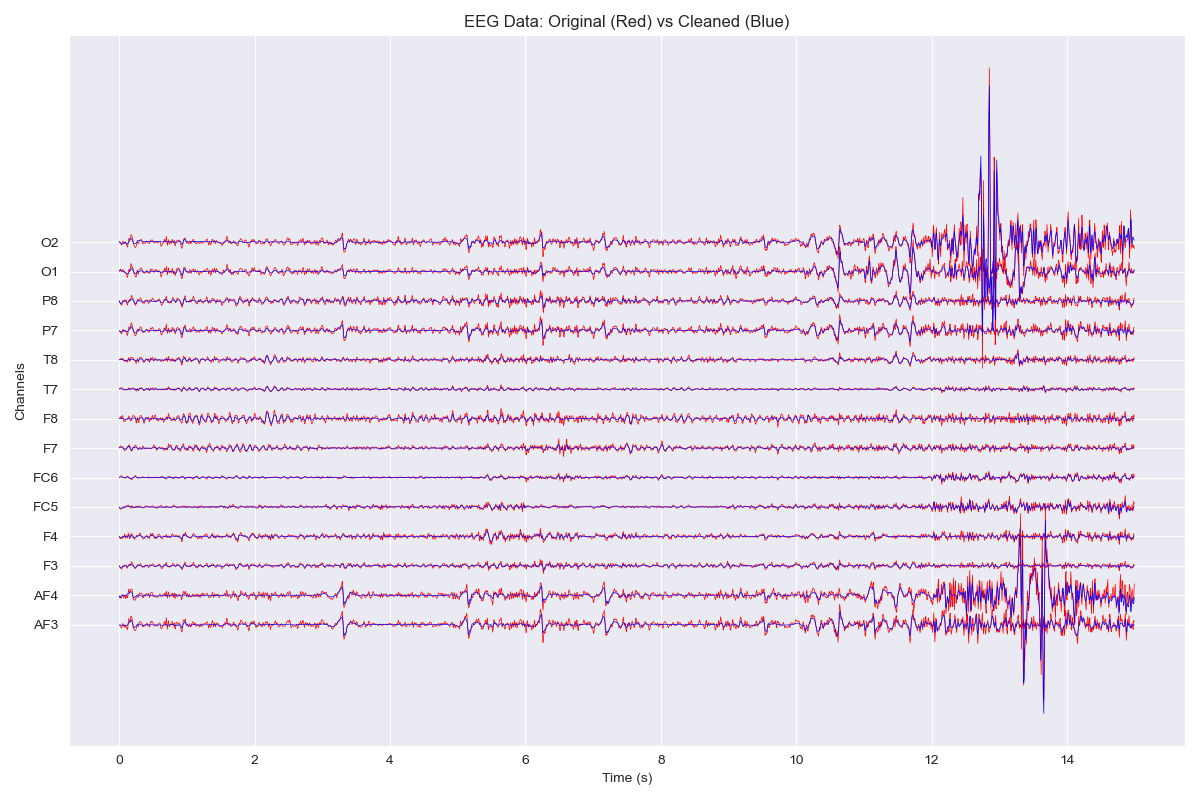 EEG Data: Original (Red) vs Cleaned (Blue)
Channels
O2
O1
P8
P7
T8
T7
F8
F7
FC6
FC5
F4
F3
AF4
AF3
0 2 4 6 8 10 12 14
Time (s)